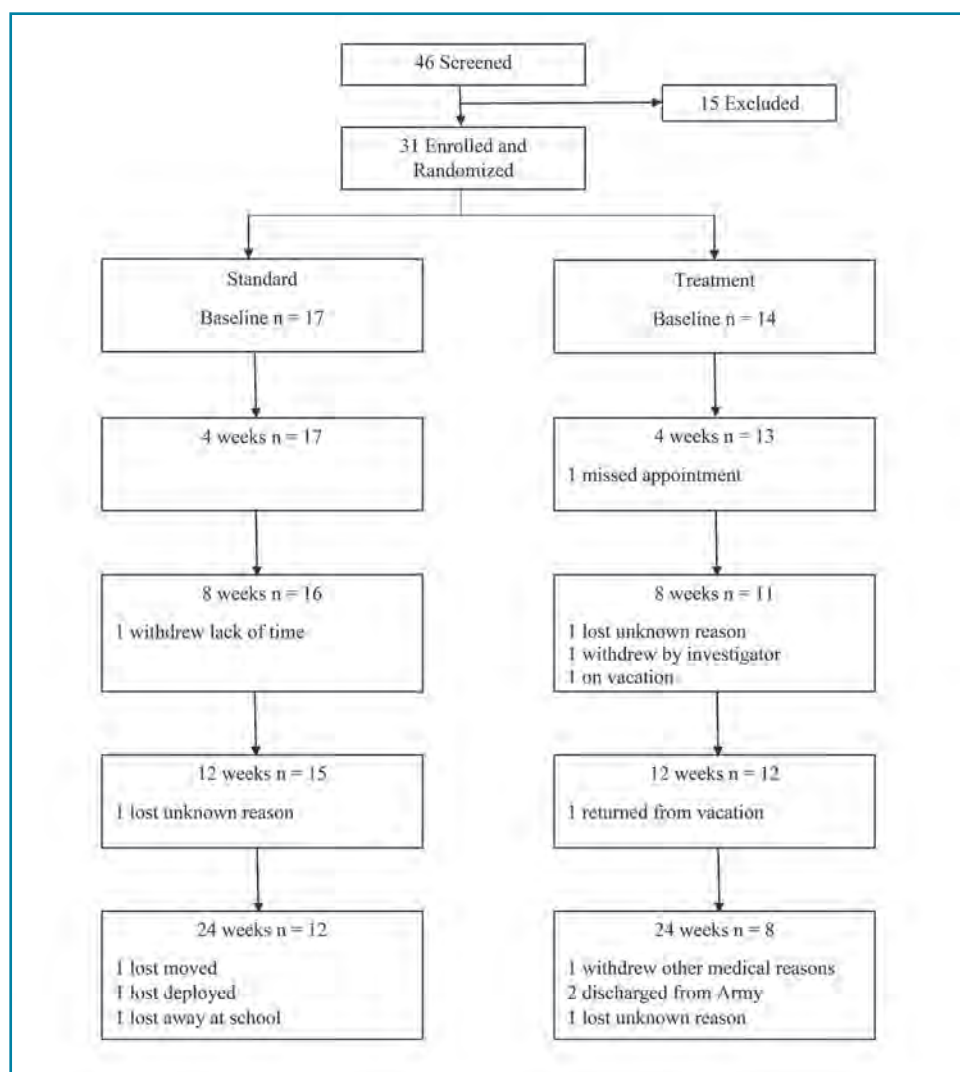 46 Screened
15 Excluded
31 Enrolled and
Randomized
Standard
Baseline n = 17
Treatment
Baseline n = 14
4 weeks n = 17
4 weeks n = 13
1 missed appointment
8 weeks n = 16
1 withdrew lack of time
8 weeks n = 11
1 lost unknown reason
1 withdrew by investigator
1 on vacation
12 weeks n = 15
1 lost unknown reason
12 weeks n = 12
1 returned from vacation
24 weeks n = 12
1 lost moved
1 lost deployed
1 lost away at school
24 weeks n = 8
1 withdrew other medical reasons
2 discharged from Army
1 lost unknown reason